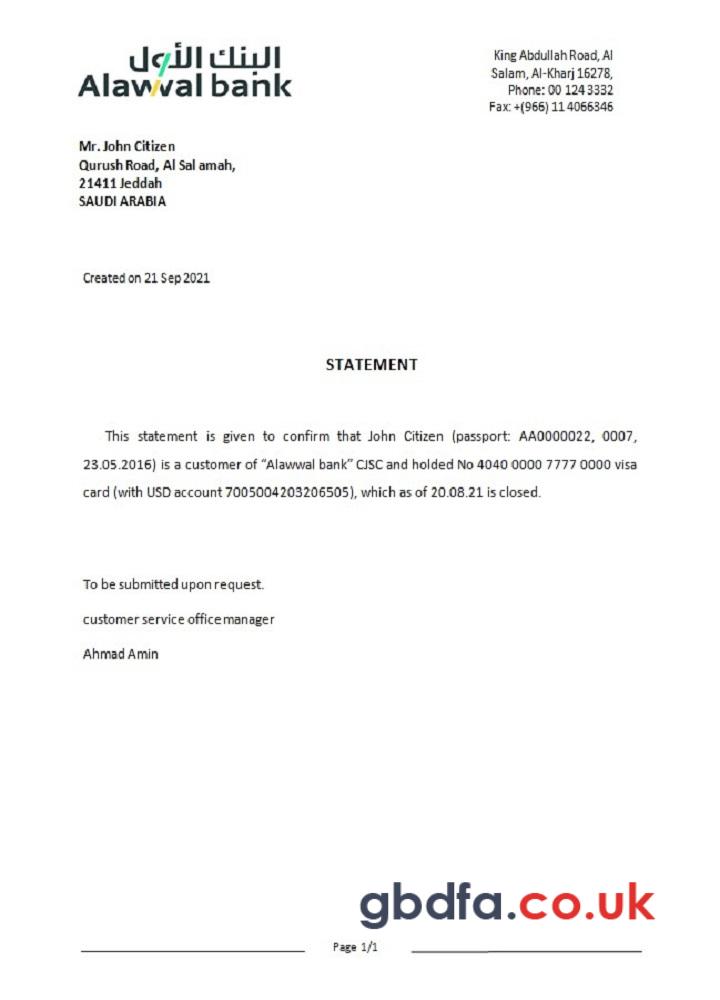 البنك الأول
Alawwal bank
King Abdullah Road, Al
Salam, Al-Kharj 16278,
Phone: 00 124 3332
Fax: +(966) 11 4066346
Mr. John Citizen
Qurush Road, Al Sal amah,
21411 Jeddah
SAUDI ARABIA
Created on 21 Sep 2021
STATEMENT
This statement is given to confirm that John Citizen (passport: AA0000022, 0007,
23.05.2016) is a customer of “Alawwal bank” CJSC and holded No 4040 0000 7777 0000 visa
card (with USD account 7005004203206505), which as of 20.08.21 is closed.
To be submitted upon request.
customer service office manager
Ahmad Amin
gbdfa.co.uk
Page 1/1